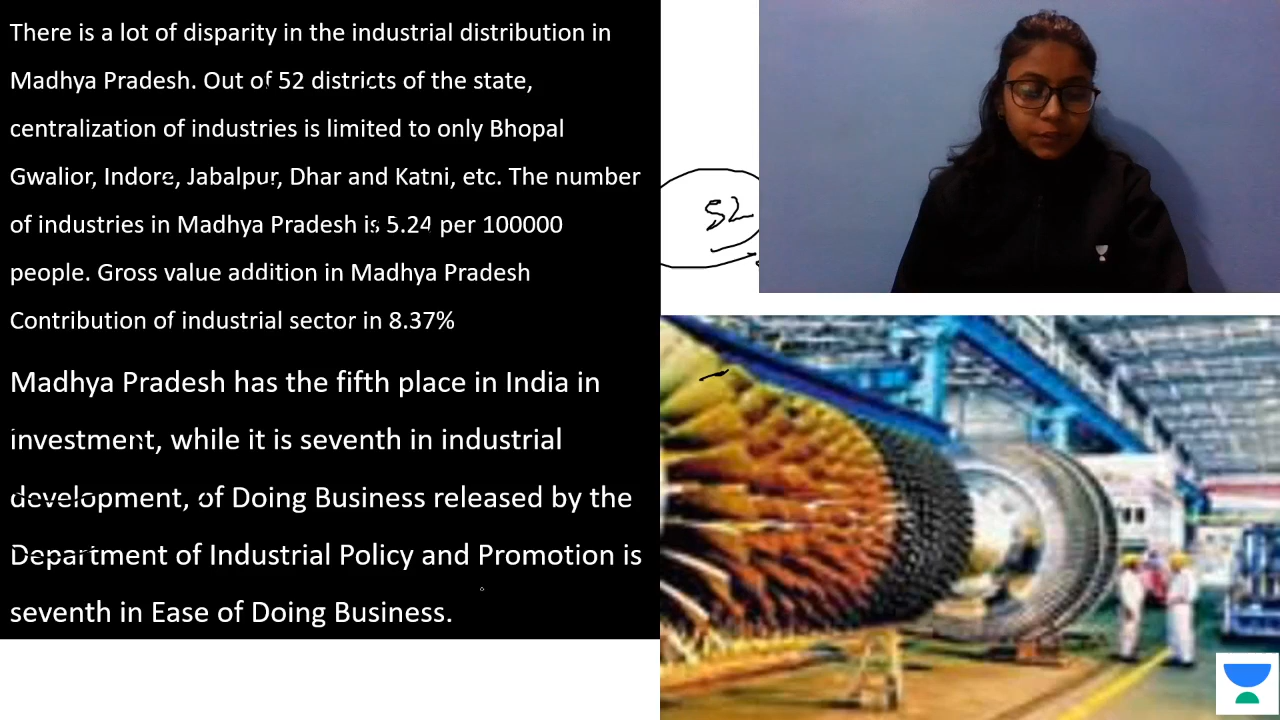 There is a lot of disparity in the industrial distribution in
Madhya Pradesh. Out of 52 districts of the state,
centralization of industries is limited to only Bhopal
Gwalior, Indore, Jabalpur, Dhar and Katni, etc. The number
of industries in Madhya Pradesh is 5.24 per 100000
people. Gross value addition in Madhya Pradesh
Contribution of industrial sector in 8.37%
Madhya Pradesh has the fifth place in India in
investment, while it is seventh in industrial
development, of Doing Business released by the
Department of Industrial Policy and Promotion is
seventh in Ease of Doing Business.
52